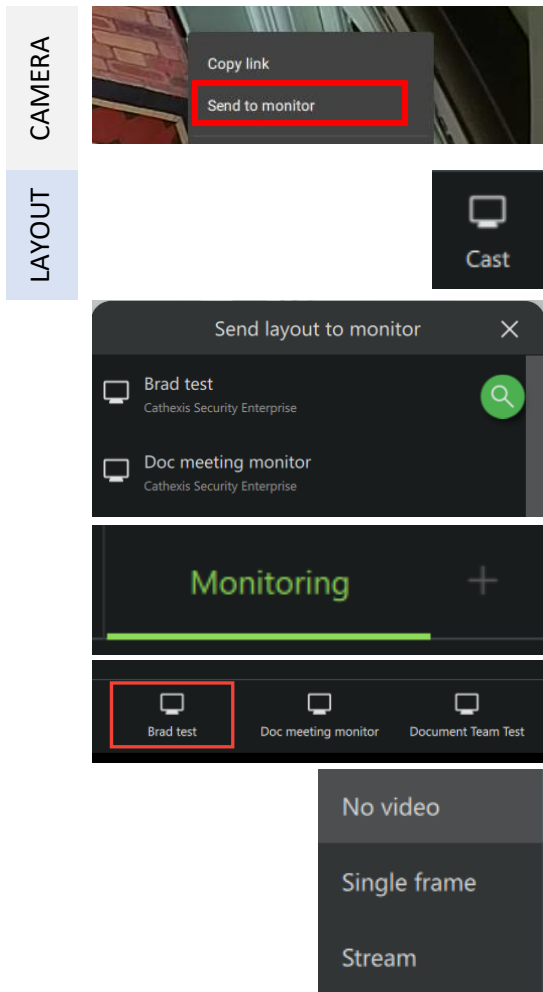 CAMERA
Copy link
Send to monitor
LAYOUT
Cast
Send layout to monitor
Brad test
Cathexis Security Enterprise
Doc meeting monitor
Cathexis Security Enterprise
Monitoring
Brad test Doc meeting monitor Document Team Test
No video
Single frame
Stream